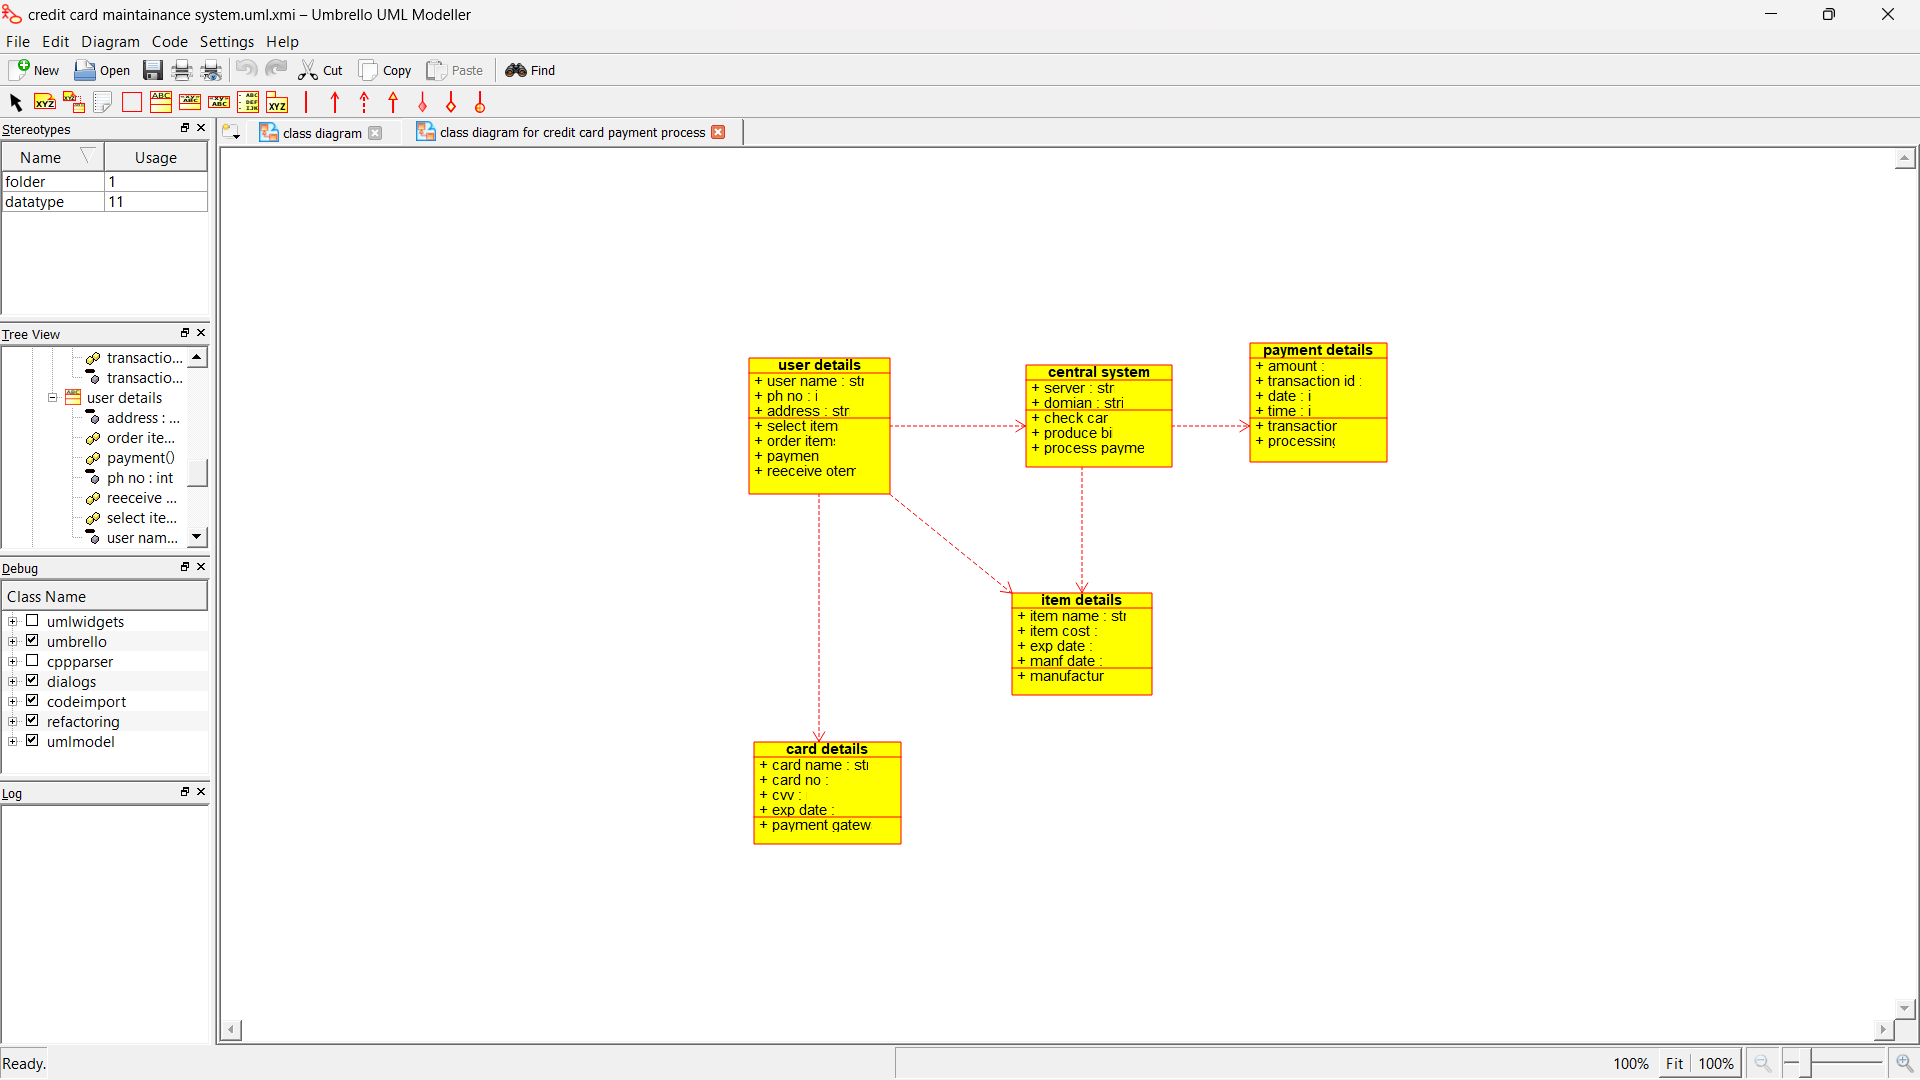 credit card maintainance system.uml.xmi – Umbrello UML Modeller
File Edit Diagram Code Settings Help
New Open Cut Copy Paste Find
Stereotypes
Name Usage
folder 1
datatype 11
Tree View
transactio...
transactio...
user details
address : ...
order ite...
payment()
ph no : int
reeceive ...
select ite...
user nam...
Debug
Class Name
umlwidgets
umbrello
cppparser
dialogs
codeimport
refactoring
umlmodel
Log
class diagram
class diagram for credit card payment process
user details
+ user name : str
+ ph no : i
+ address : str
+ select item
+ order items
+ paymen
+ reeceive otem
central system
+ server : str
+ domian : stri
+ check car
+ produce bi
+ process payme
payment details
+ amount :
+ transaction id :
+ date : i
+ time : i
+ transaction
+ processing
item details
+ item name : str
+ item cost :
+ exp date :
+ manf date :
+ manufactur
card details
+ card name : sti
+ card no :
+ cvv :
+ exp date :
+ payment gatew
Ready.
100% Fit 100%